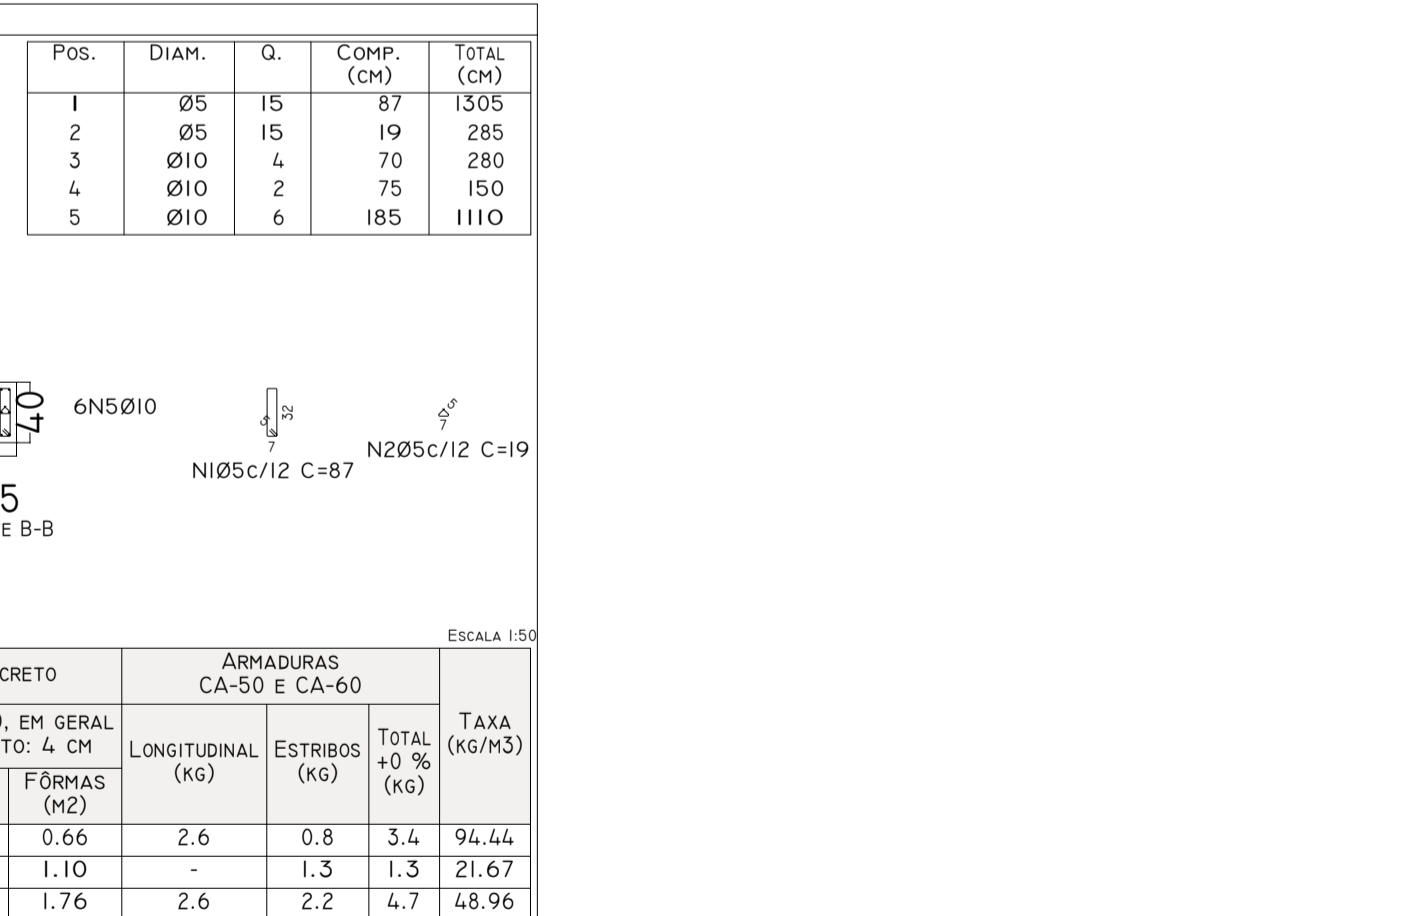 Pos. Diam. Q. Comp. (cm) Total (cm)
1 Ø5 15 87 1305
2 Ø5 15 19 285
3 Ø10 4 70 280
4 Ø10 2 75 150
5 Ø10 6 185 1110
40
6N5Ø10
5
32
7
N1Ø5c/12 C=87
5
7
N2Ø5c/12 C=19
5
e B-B
Escala 1:50
creto
Armaduras
CA-50 e CA-60
Taxa
(kg/m3)
, em geral
to: 4 cm
Longitudinal
(kg)
Estribos
(kg)
Total
+0 %
(kg)
Fôrmas
(m2)
0.66 2.6 0.8 3.4 94.44
1.10 - 1.3 1.3 21.67
1.76 2.6 2.2 4.7 48.96